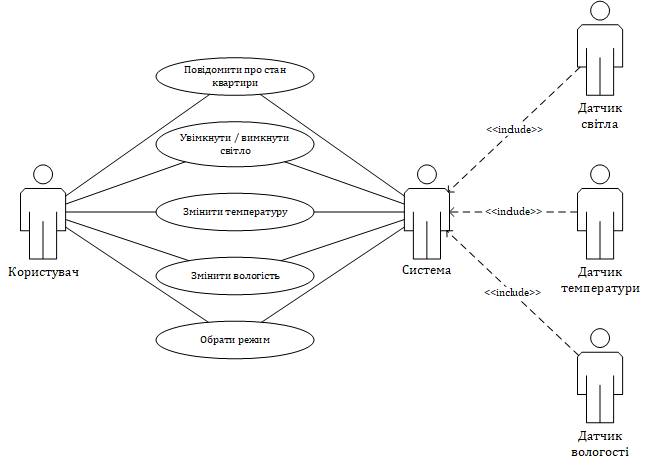 Повідомити про стан
квартири
Увімкнути / вимкнути
світло
Змінити температуру
Змінити вологість
Обрати режим
Користувач
Система
<<include>>
<<include>>
<<include>>
Датчик
світла
Датчик
температури
Датчик
вологості